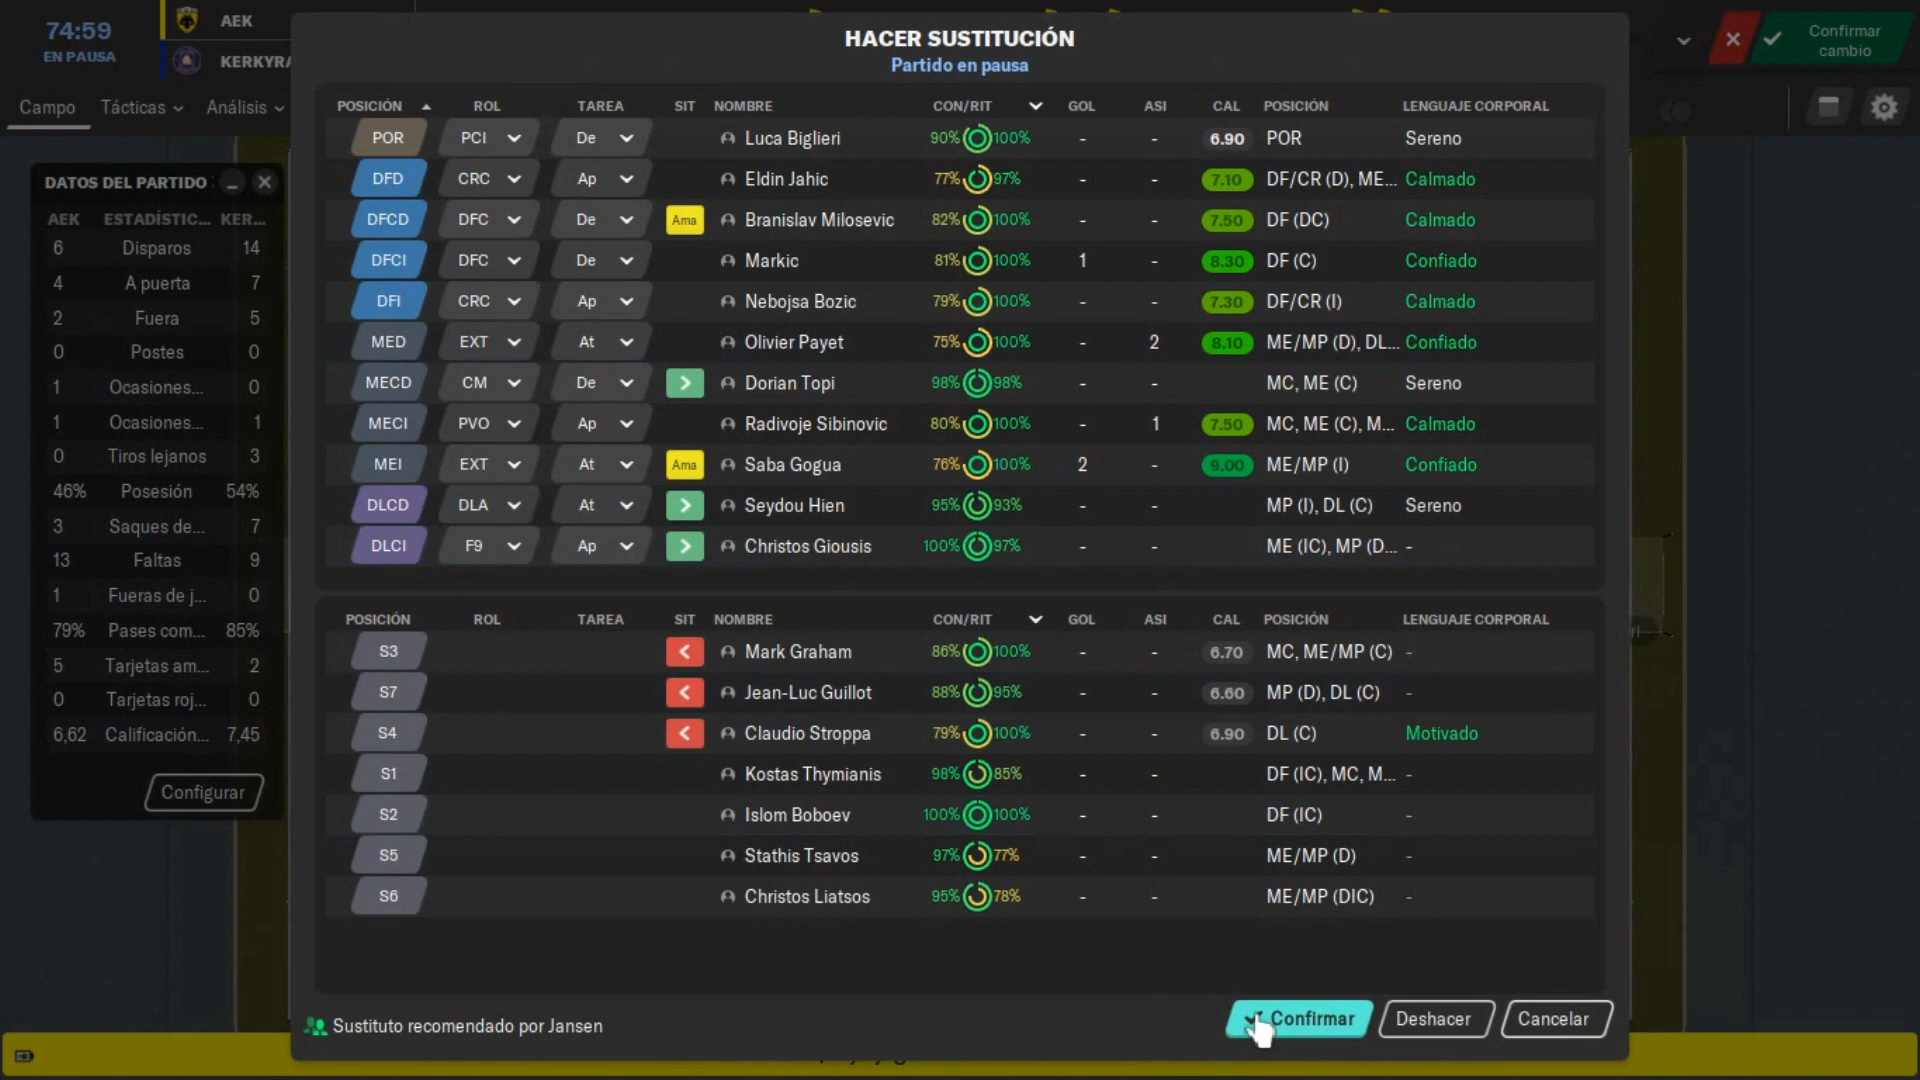 74:59
EN PAUSA
AEK
KERKYRA
HACER SUSTITUCIÓN
Partido en pausa
Confirmar
cambio
Campo
Tácticas
Análisis
DATOS DEL PARTIDO
AEK ESTADÍSTIC... KER...
6 Disparos 14
4 A puerta 7
2 Fuera 5
0 Postes 0
1 Ocasiones... 0
1 Ocasiones... 1
0 Tiros lejanos 3
46% Posesión 54%
3 Saques de... 7
13 Faltas 9
1 Fueras de j... 0
79% Pases com... 85%
5 Tarjetas am... 2
0 Tarjetas roj... 0
6,62 Calificación... 7,45
Configurar
POSICIÓN ROL TAREA SIT NOMBRE CON/RIT GOL ASI CAL POSICIÓN LENGUAJE CORPORAL
POR PCI De Luca Biglieri 90% 100% - - 6.90 POR Sereno
DFD CRC Ap Eldin Jahic 77% 97% - - 7.10 DF/CR (D), ME... Calmado
DFCD DFC De Ama Branislav Milosevic 82% 100% - - 7.50 DF (DC) Calmado
DFCI DFC De Markic 81% 100% 1 - 8.30 DF (C) Confiado
DFI CRC Ap Nebojsa Bozic 79% 100% - - 7.30 DF/CR (I) Calmado
MED EXT At Olivier Payet 75% 100% - 2 8.10 ME/MP (D), DL... Confiado
MECD CM De Dorian Topi 98% 98% - - MC, ME (C) Sereno
MECI PVO Ap Radivoje Sibinovic 80% 100% - 1 7.50 MC, ME (C), M... Calmado
MEI EXT At Ama Saba Gogua 76% 100% 2 - 9.00 ME/MP (I) Confiado
DLCD DLA At Seydou Hien 95% 93% - - MP (I), DL (C) Sereno
DLCI F9 Ap Christos Giousis 100% 97% - - ME (IC), MP (D... -
POSICIÓN ROL TAREA SIT NOMBRE CON/RIT GOL ASI CAL POSICIÓN LENGUAJE CORPORAL
S3 Mark Graham 86% 100% - - 6.70 MC, ME/MP (C) -
S7 Jean-Luc Guillot 88% 95% - - 6.60 MP (D), DL (C) -
S4 Claudio Stroppa 79% 100% - - 6.90 DL (C) Motivado
S1 Kostas Thymianis 98% 85% - - DF (IC), MC, M... -
S2 Islom Boboev 100% 100% - - DF (IC) -
S5 Stathis Tsavos 97% 77% - - ME/MP (D) -
S6 Christos Liatsos 95% 78% - - ME/MP (DIC) -
Sustituto recomendado por Jansen
Confirmar
Deshacer
Cancelar